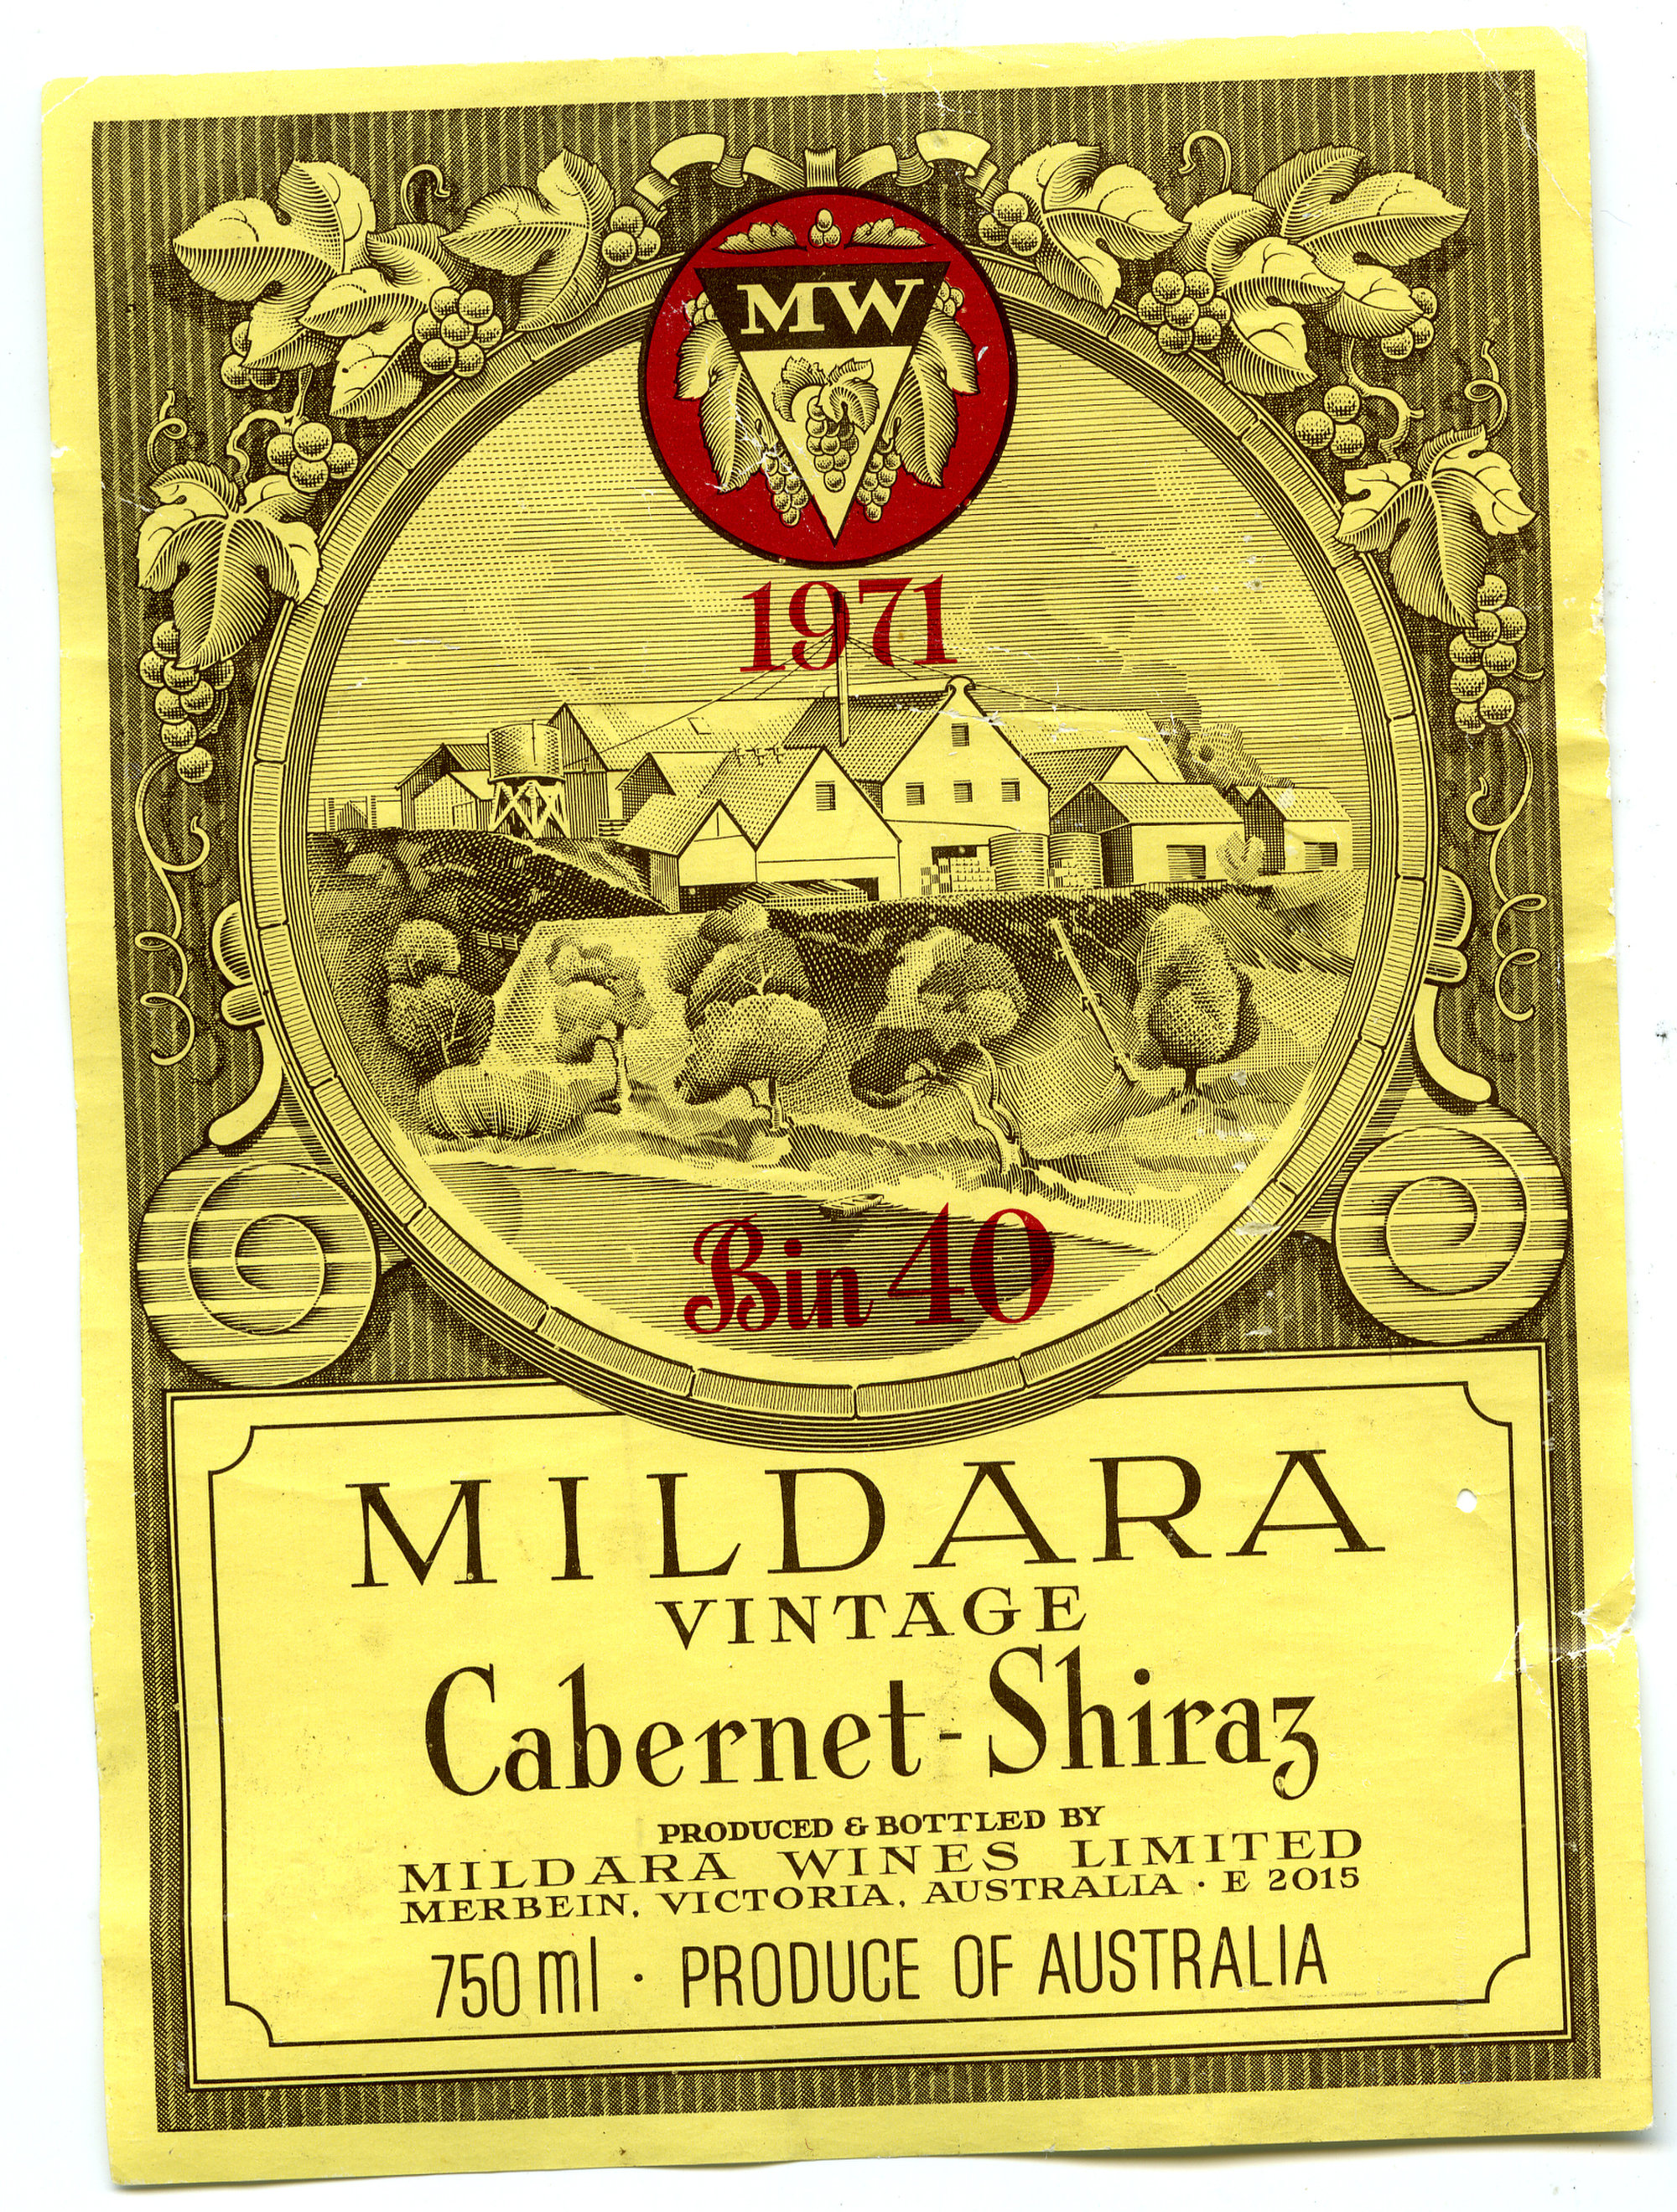 MW
1971
Bin 40
MILDARA
VINTAGE
Cabernet-Shiraz
PRODUCED & BOTTLED BY
MILDARA WINES LIMITED
MERBEIN, VICTORIA, AUSTRALIA · E 2015
750 ml · PRODUCE OF AUSTRALIA